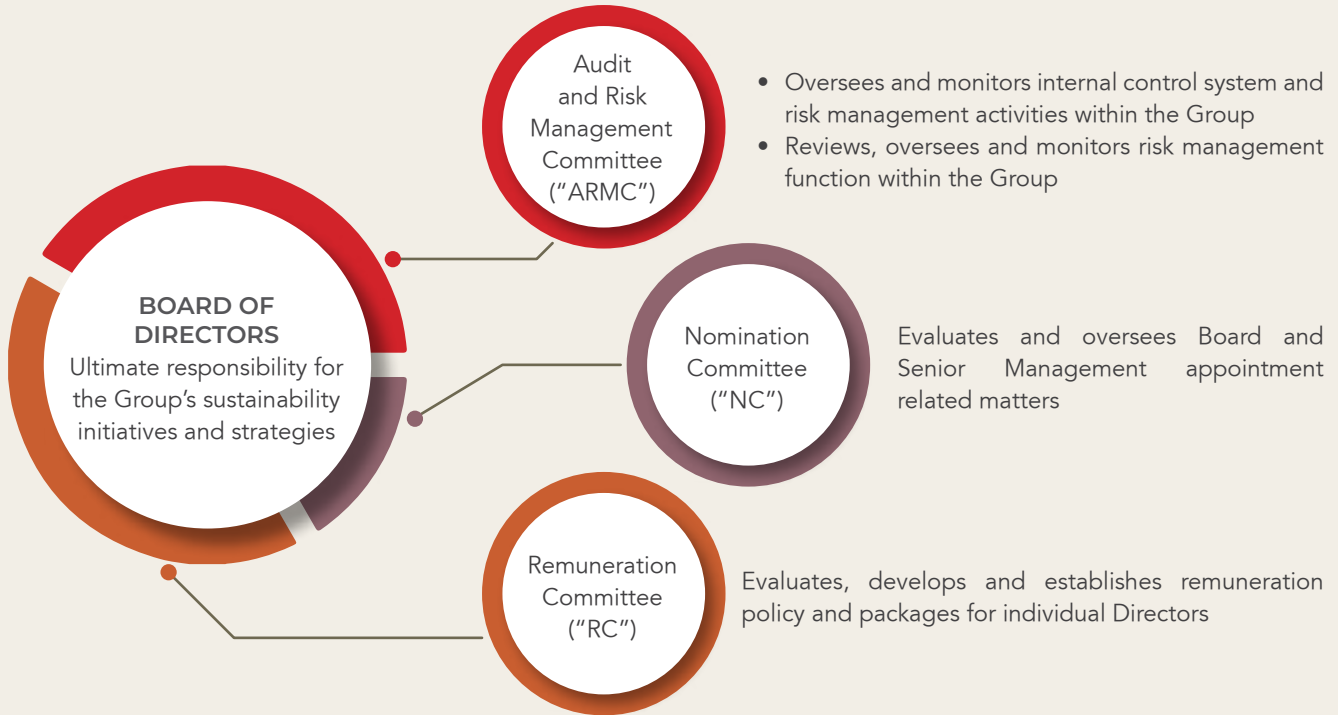 Audit
and Risk
Management
Committee
(“ARMC”)
• Oversees and monitors internal control system and
risk management activities within the Group
• Reviews, oversees and monitors risk management
function within the Group
BOARD OF
DIRECTORS
Ultimate responsibility for
the Group’s sustainability
initiatives and strategies
Nomination
Committee
(“NC”)
Evaluates and oversees Board and
Senior Management appointment
related matters
Remuneration
Committee
(“RC”)
Evaluates, develops and establishes remuneration
policy and packages for individual Directors